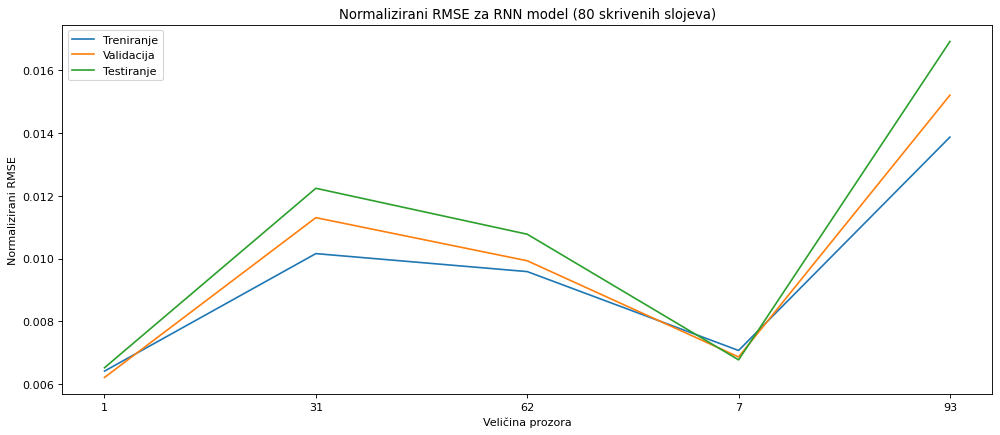 Normalizirani RMSE za RNN model (80 skrivenih slojeva)
Treniranje
Validacija
Testiranje
Normalizirani RMSE
0.016
0.014
0.012
0.010
0.008
0.006
1 31 62 7 93
Veličina prozora